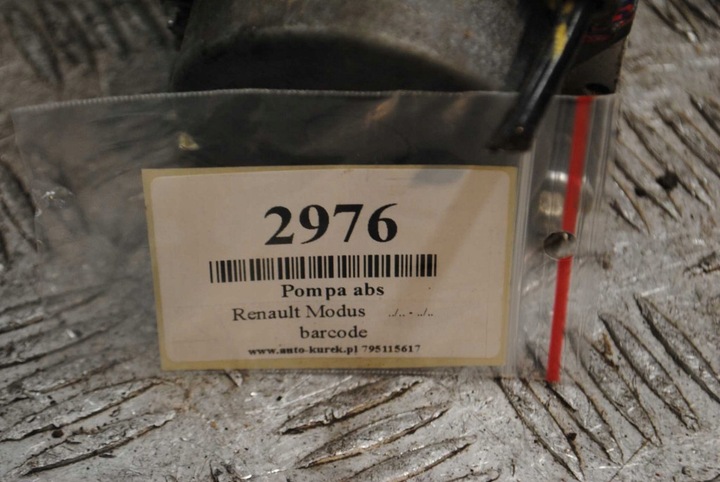 2976
Pompa abs
Renault Modus ../.. - ../..
barcode
www.auto-kurek.pl 795115617